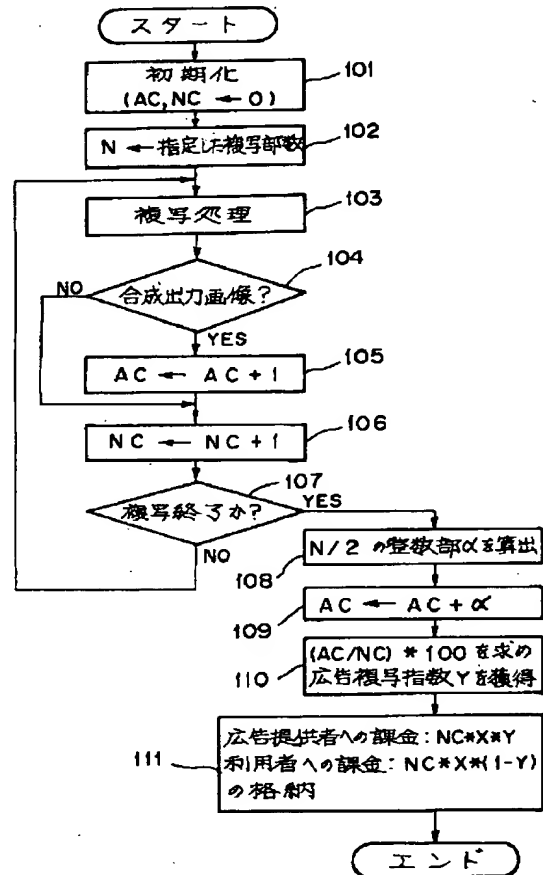 スタート
初期化
(AC,NC ← 0)
101
N ← 指定した複写部数
102
複写処理
103
合成出力画像?
104
NO
YES
AC ← AC + 1
105
NC ← NC + 1
106
複写終了か?
107
YES
NO
N/2 の整数部αを算出
108
AC ← AC + α
109
(AC/NC) * 100 を求め
広告複写指数Yを獲得
110
広告提供者への課金: NC*X*Y
利用者への課金: NC*X*(1-Y)
の格納
111
エンド